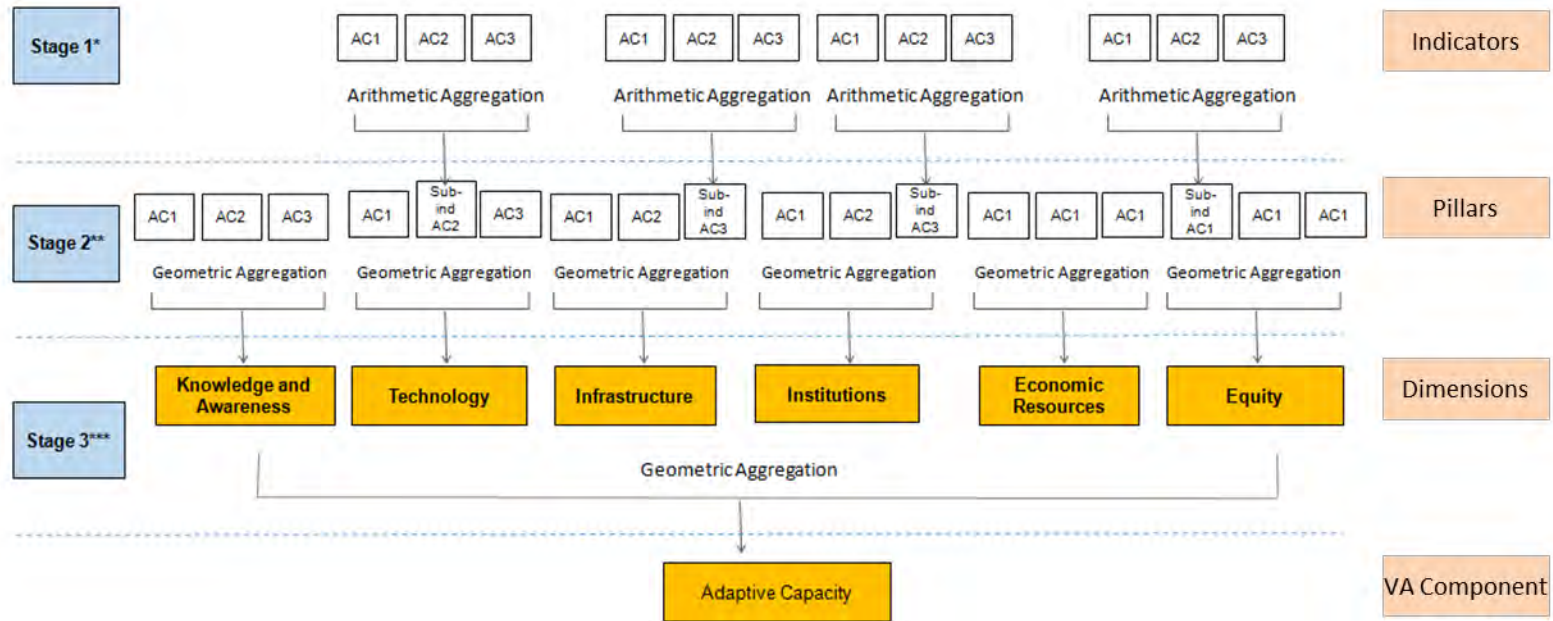 Stage 1*
AC1 AC2 AC3 AC1 AC2 AC3 AC1 AC2 AC3 AC1 AC2 AC3
Indicators
Arithmetic Aggregation Arithmetic Aggregation Arithmetic Aggregation Arithmetic Aggregation
Stage 2**
AC1 AC2 AC3 AC1
Sub-
ind
AC2
AC3 AC1 AC2
Sub-
ind
AC3
AC1 AC2
Sub-
ind
AC3
AC1 AC1 AC1
Sub-
ind
AC1
AC1 AC1
Pillars
Geometric Aggregation Geometric Aggregation Geometric Aggregation Geometric Aggregation Geometric Aggregation Geometric Aggregation
Stage 3***
Knowledge and
Awareness
Technology
Infrastructure
Institutions
Economic
Resources
Equity
Dimensions
Geometric Aggregation
Adaptive Capacity
VA Component